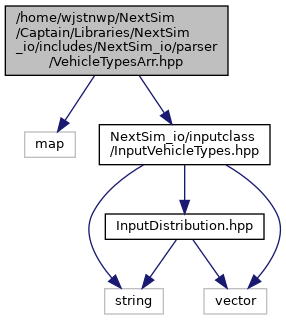 /home/wjstnwp/NextSim
/Captain/Libraries/NextSim
_io/includes/NextSim_io/parser
/VehicleTypesArr.hpp
map
NextSim_io/inputclass
/InputVehicleTypes.hpp
InputDistribution.hpp
string
vector